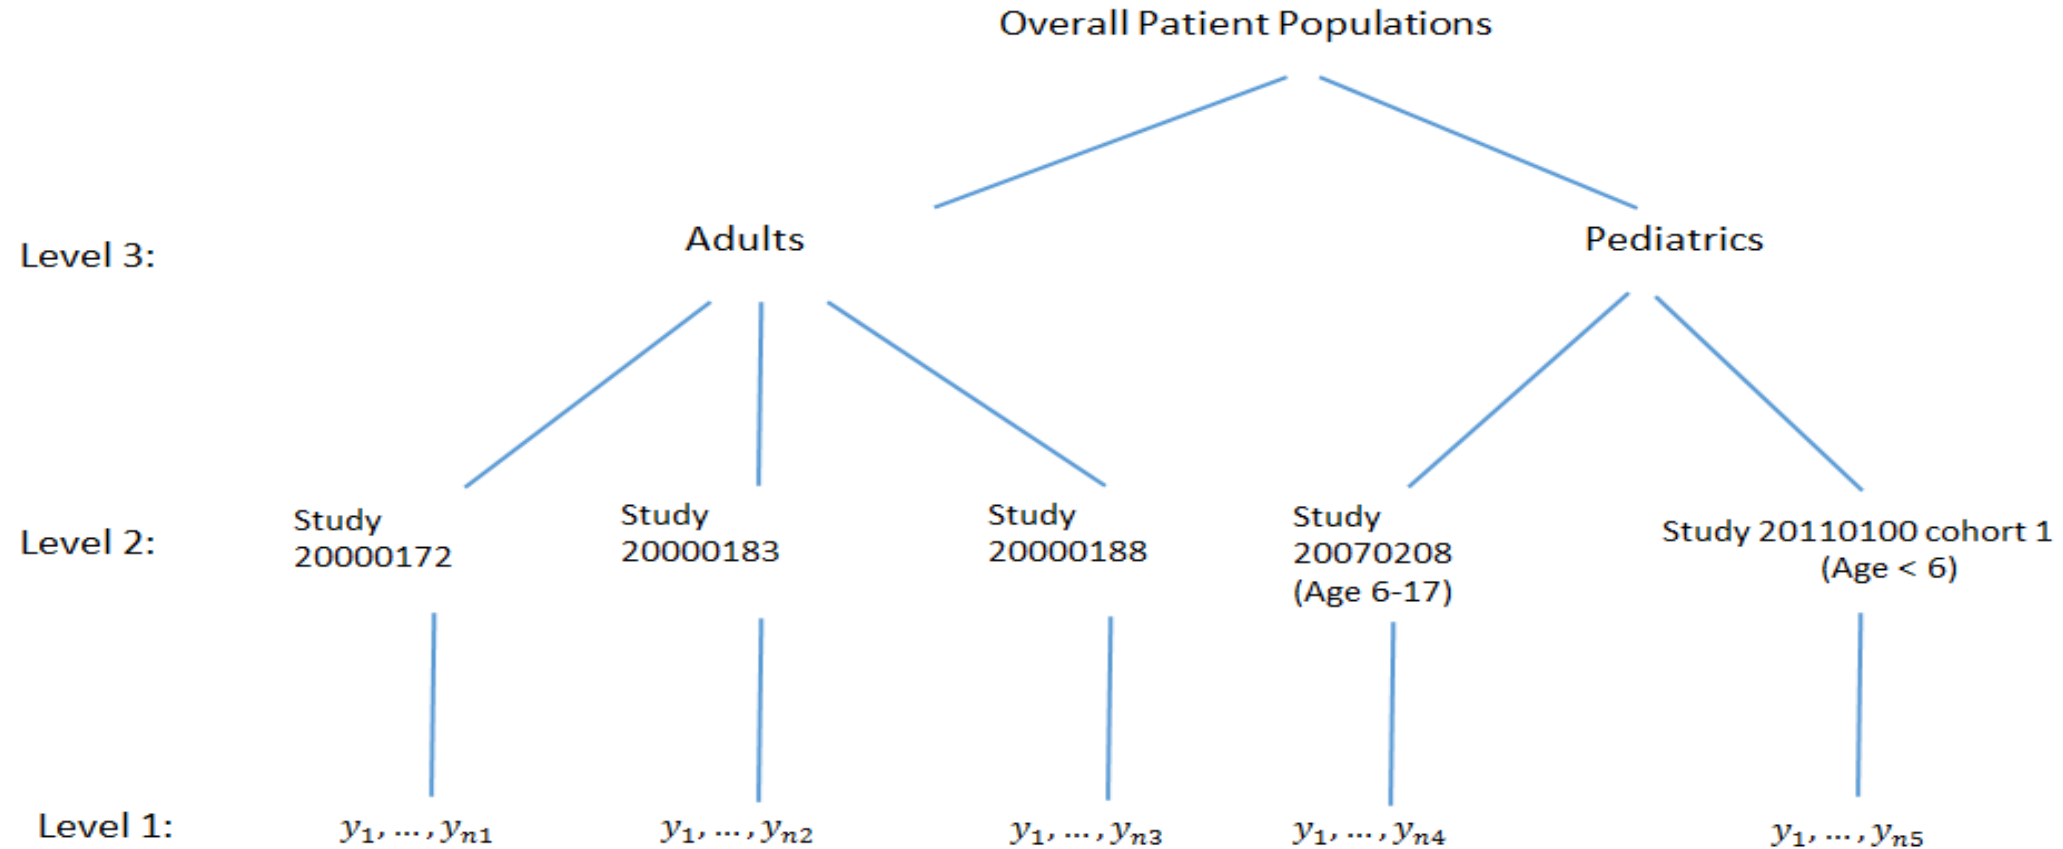 Overall Patient Populations
Level 3:
Adults
Pediatrics
Level 2:
Study
20000172
Study
20000183
Study
20000188
Study
20070208
(Age 6-17)
Study 20110100 cohort 1
(Age < 6)
Level 1:
y₁, ..., yₙ₁
y₁, ..., yₙ₂
y₁, ..., yₙ₃
y₁, ..., yₙ₄
y₁, ..., yₙ₅